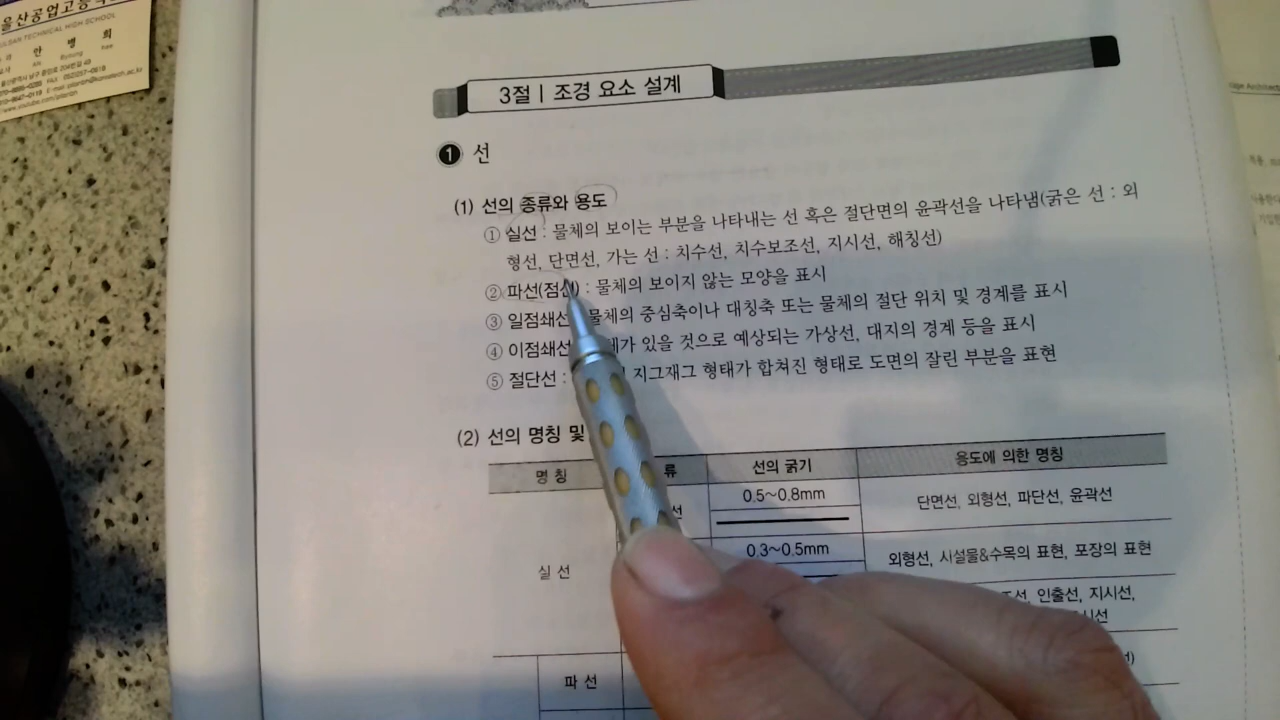 울산공업고등학교
ULSAN TECHNICAL HIGH SCHOOL
안 병 희
An Byoung hee
3절 | 조경 요소 설계
❶ 선
(1) 선의 종류와 용도
① 실선 : 물체의 보이는 부분을 나타내는 선 혹은 절단면의 윤곽선을 나타냄(굵은 선 : 외
형선, 단면선, 가는 선 : 치수선, 치수보조선, 지시선, 해칭선)
② 파선(점선) : 물체의 보이지 않는 모양을 표시
③ 일점쇄선 물체의 중심축이나 대칭축 또는 물체의 절단 위치 및 경계를 표시
④ 이점쇄선 있을 것으로 예상되는 가상선, 대지의 경계 등을 표시
⑤ 절단선 : 지그재그 형태가 합쳐진 형태로 도면의 잘린 부분을 표현
(2) 선의 명칭 및
명 칭 류 선의 굵기 용도에 의한 명칭
실 선 선 0.5~0.8mm 단면선, 외형선, 파단선, 윤곽선
0.3~0.5mm 외형선, 시설물&수목의 표현, 포장의 표현
인출선, 지시선,
파 선